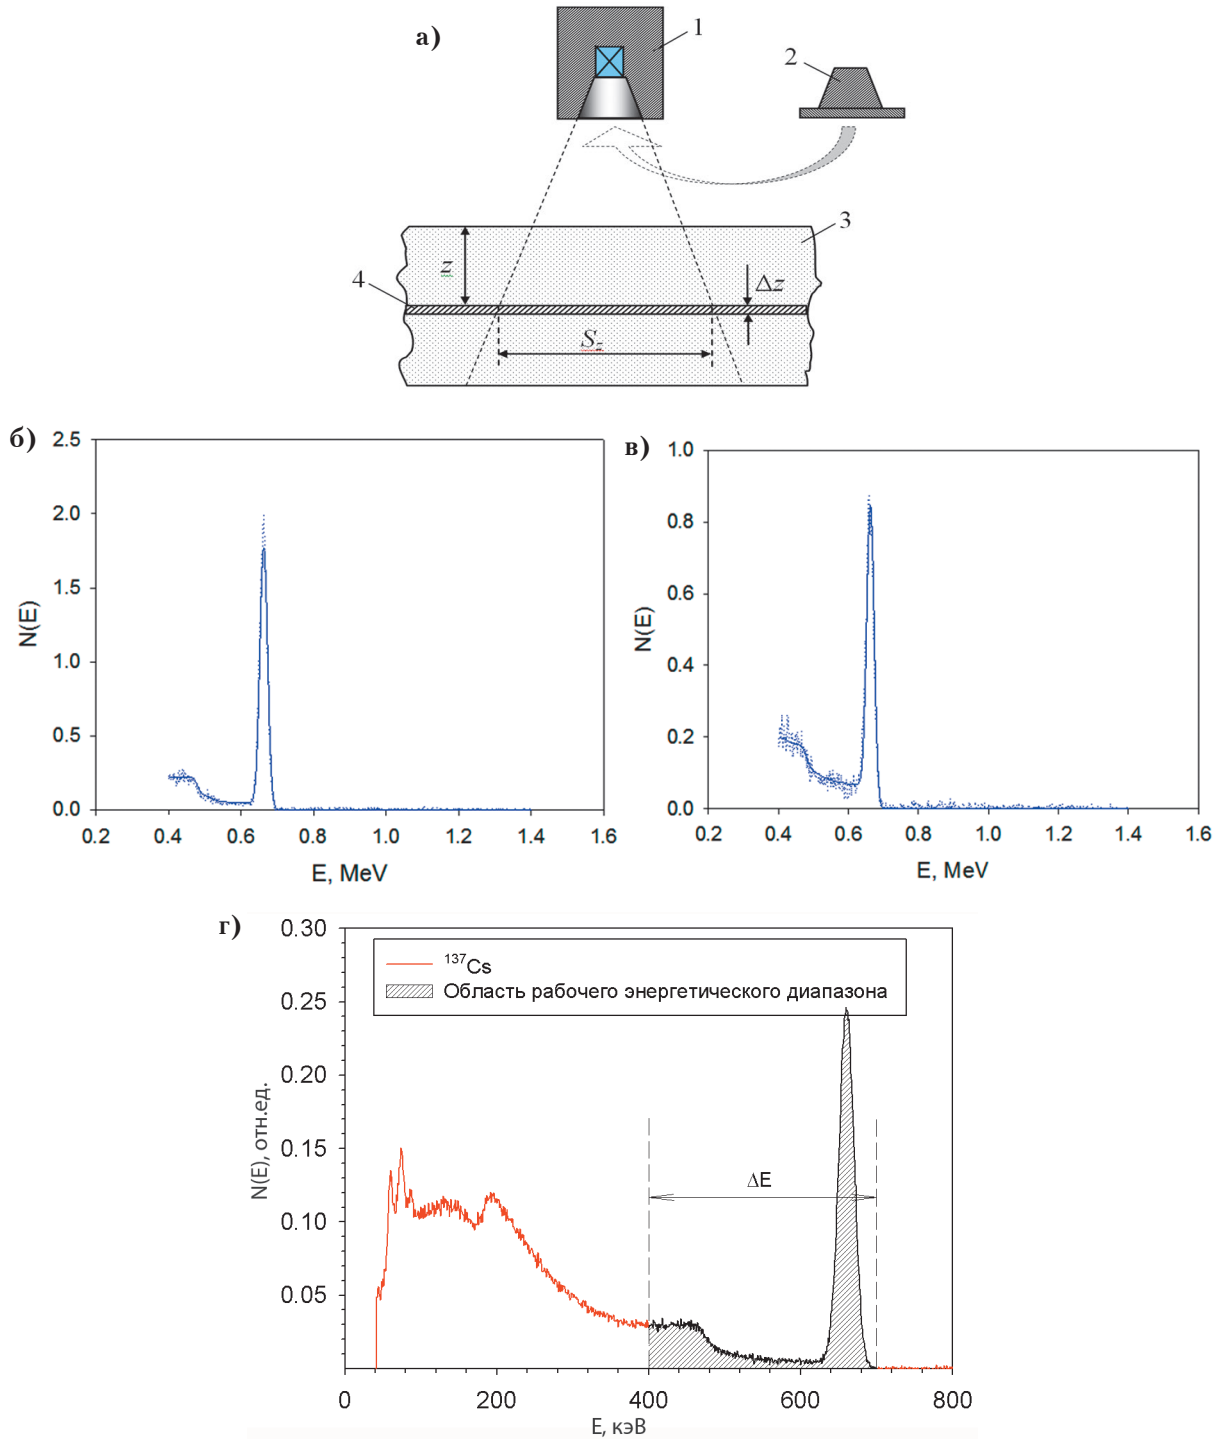 а)
1
2
3
z
4
Δz
Sz
б)
2.5
2.0
1.5
1.0
0.5
0.0
N(E)
0.2 0.4 0.6 0.8 1.0 1.2 1.4 1.6
E, MeV
в)
1.0
0.8
0.6
0.4
0.2
0.0
N(E)
0.2 0.4 0.6 0.8 1.0 1.2 1.4 1.6
E, MeV
г)
0.30
0.25
0.20
0.15
0.10
0.05
N(E), отн.ед.
137Cs
Область рабочего энергетического диапазона
ΔE
0 200 400 600 800
E, кэВ